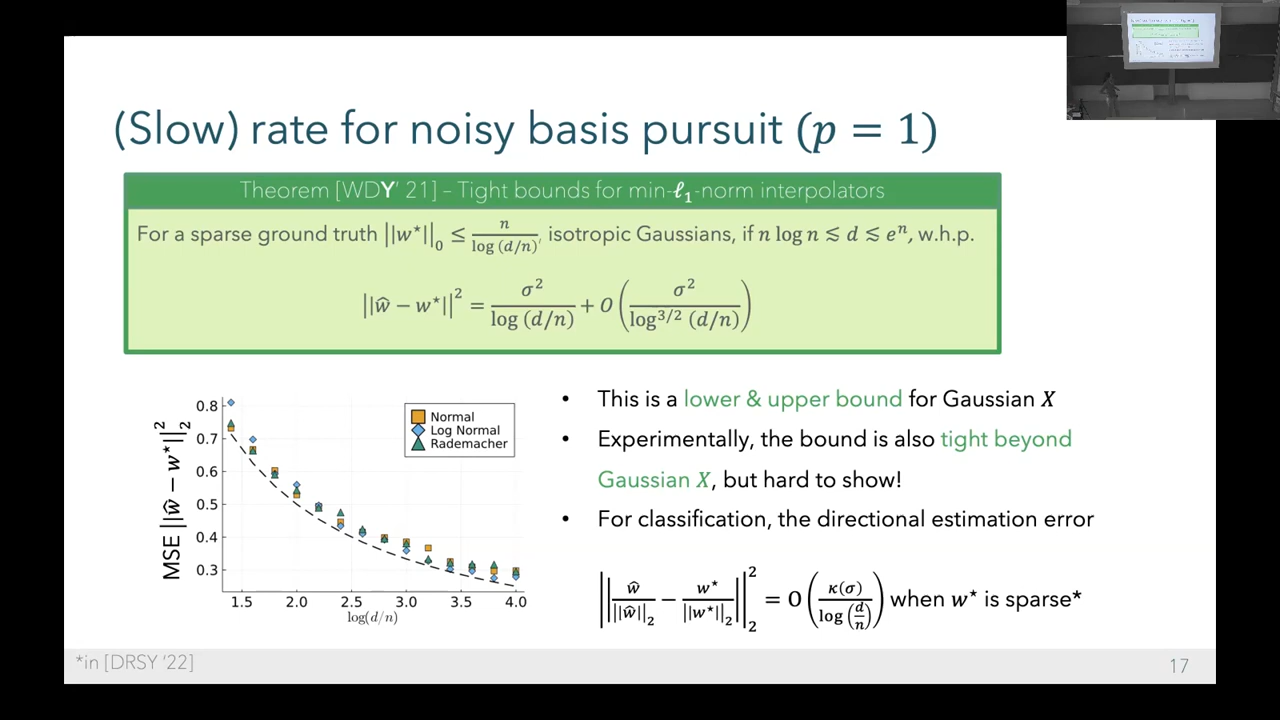 (Slow) rate for noisy basis pursuit (p = 1)
Theorem [WDY' 21] – Tight bounds for min-ℓ₁-norm interpolators
For a sparse ground truth ||w⋆||₀ ≤ n / log (d/n)' isotropic Gaussians, if n log n ≲ d ≲ eⁿ, w.h.p.
||ŵ − w⋆||² = σ² / log (d/n) + O(σ² / log^{3/2} (d/n))
MSE ||ŵ − w⋆||₂²
0.8
0.7
0.6
0.5
0.4
0.3
Normal
Log Normal
Rademacher
1.5 2.0 2.5 3.0 3.5 4.0
log(d/n)
• This is a lower & upper bound for Gaussian X
• Experimentally, the bound is also tight beyond
Gaussian X, but hard to show!
• For classification, the directional estimation error
||ŵ / ||ŵ||₂ − w⋆ / ||w⋆||₂||₂² = O(κ(σ) / log(d/n)) when w⋆ is sparse*
*in [DRSY '22]
17